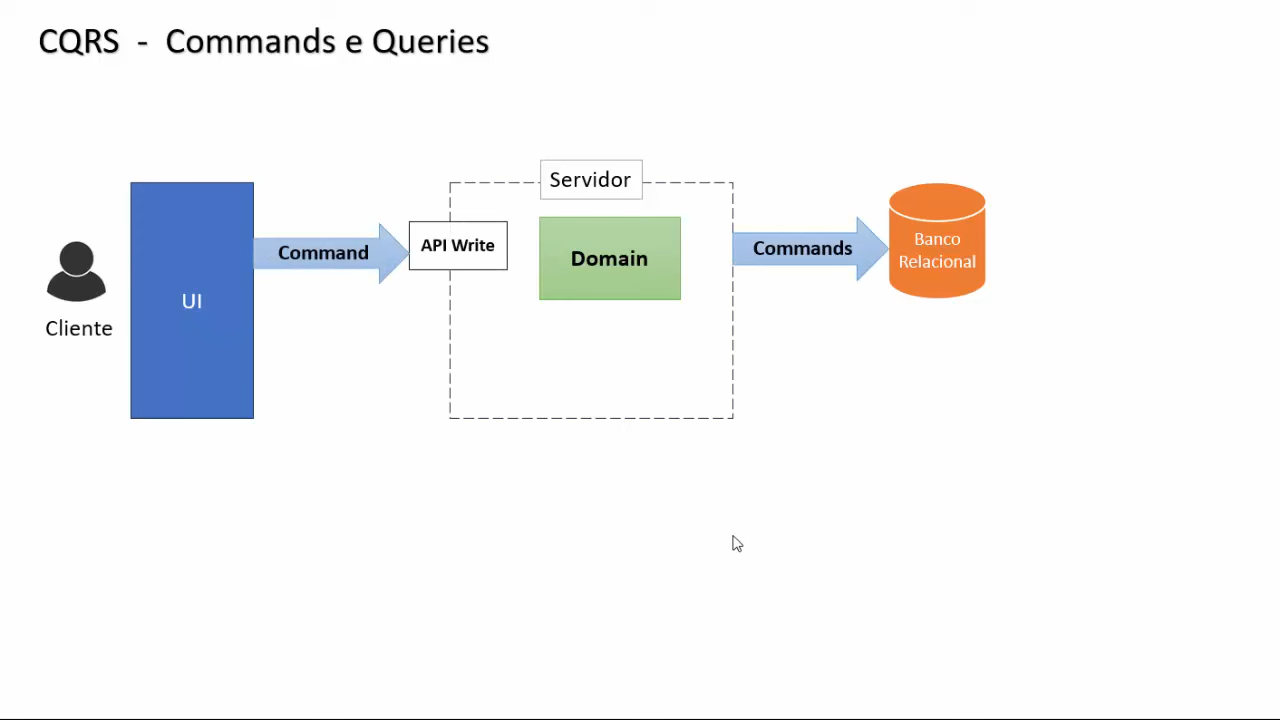 CQRS - Commands e Queries
Servidor
Command
API Write
Domain
Commands
Banco
Relacional
UI
Cliente